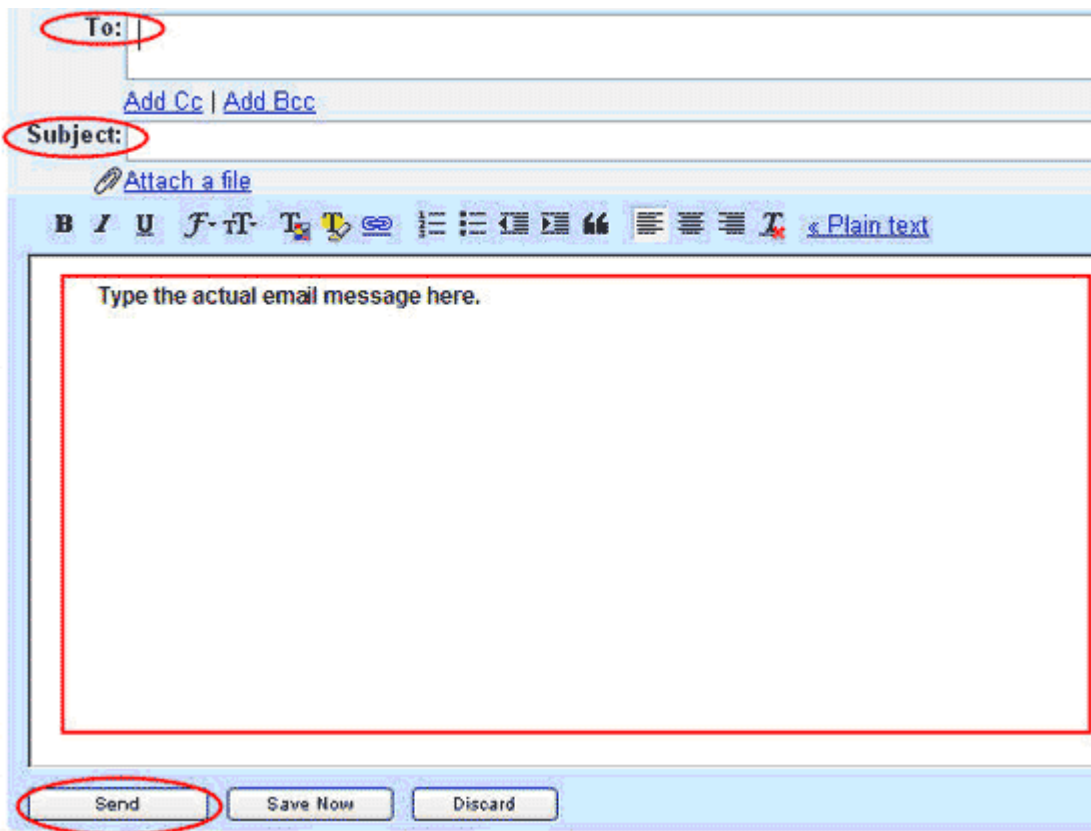 To:
Add Cc | Add Bcc
Subject:
Attach a file
B I U F T T T T « Plain text
Type the actual email message here.
Send Save Now Discard